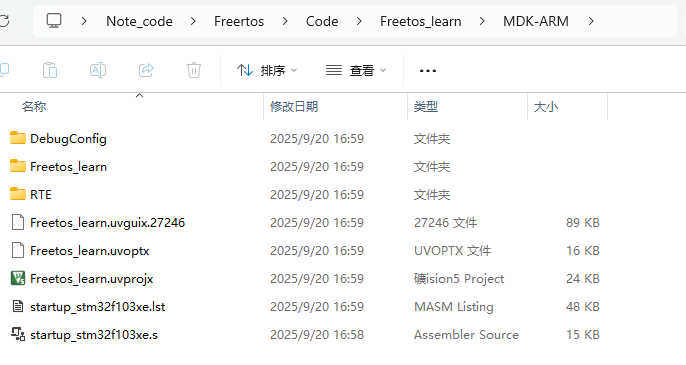 Note_code > Freertos > Code > Freetos_learn > MDK-ARM >
排序 查看 ...
名称 修改日期 类型 大小
DebugConfig 2025/9/20 16:59 文件夹
Freetos_learn 2025/9/20 16:59 文件夹
RTE 2025/9/20 16:59 文件夹
Freetos_learn.uvguix.27246 2025/9/20 16:59 27246 文件 89 KB
Freetos_learn.uvoptx 2025/9/20 16:59 UVOPTX 文件 16 KB
Freetos_learn.uvprojx 2025/9/20 16:59 礦ision5 Project 24 KB
startup_stm32f103xe.lst 2025/9/20 16:59 MASM Listing 48 KB
startup_stm32f103xe.s 2025/9/20 16:58 Assembler Source 15 KB